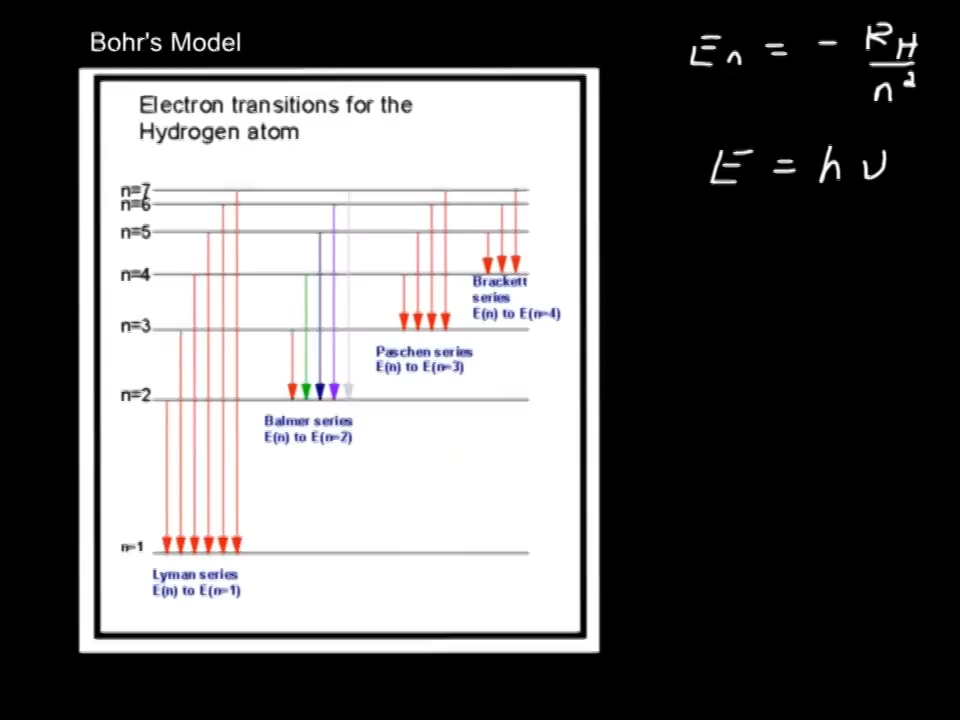 Bohr's Model
Electron transitions for the
Hydrogen atom
n=7
n=6
n=5
n=4
n=3
n=2
n=1
Brackett
series
E(n) to E(n=4)
Paschen series
E(n) to E(n=3)
Balmer series
E(n) to E(n=2)
Lyman series
E(n) to E(n=1)
En = - RH
n²
E = hν